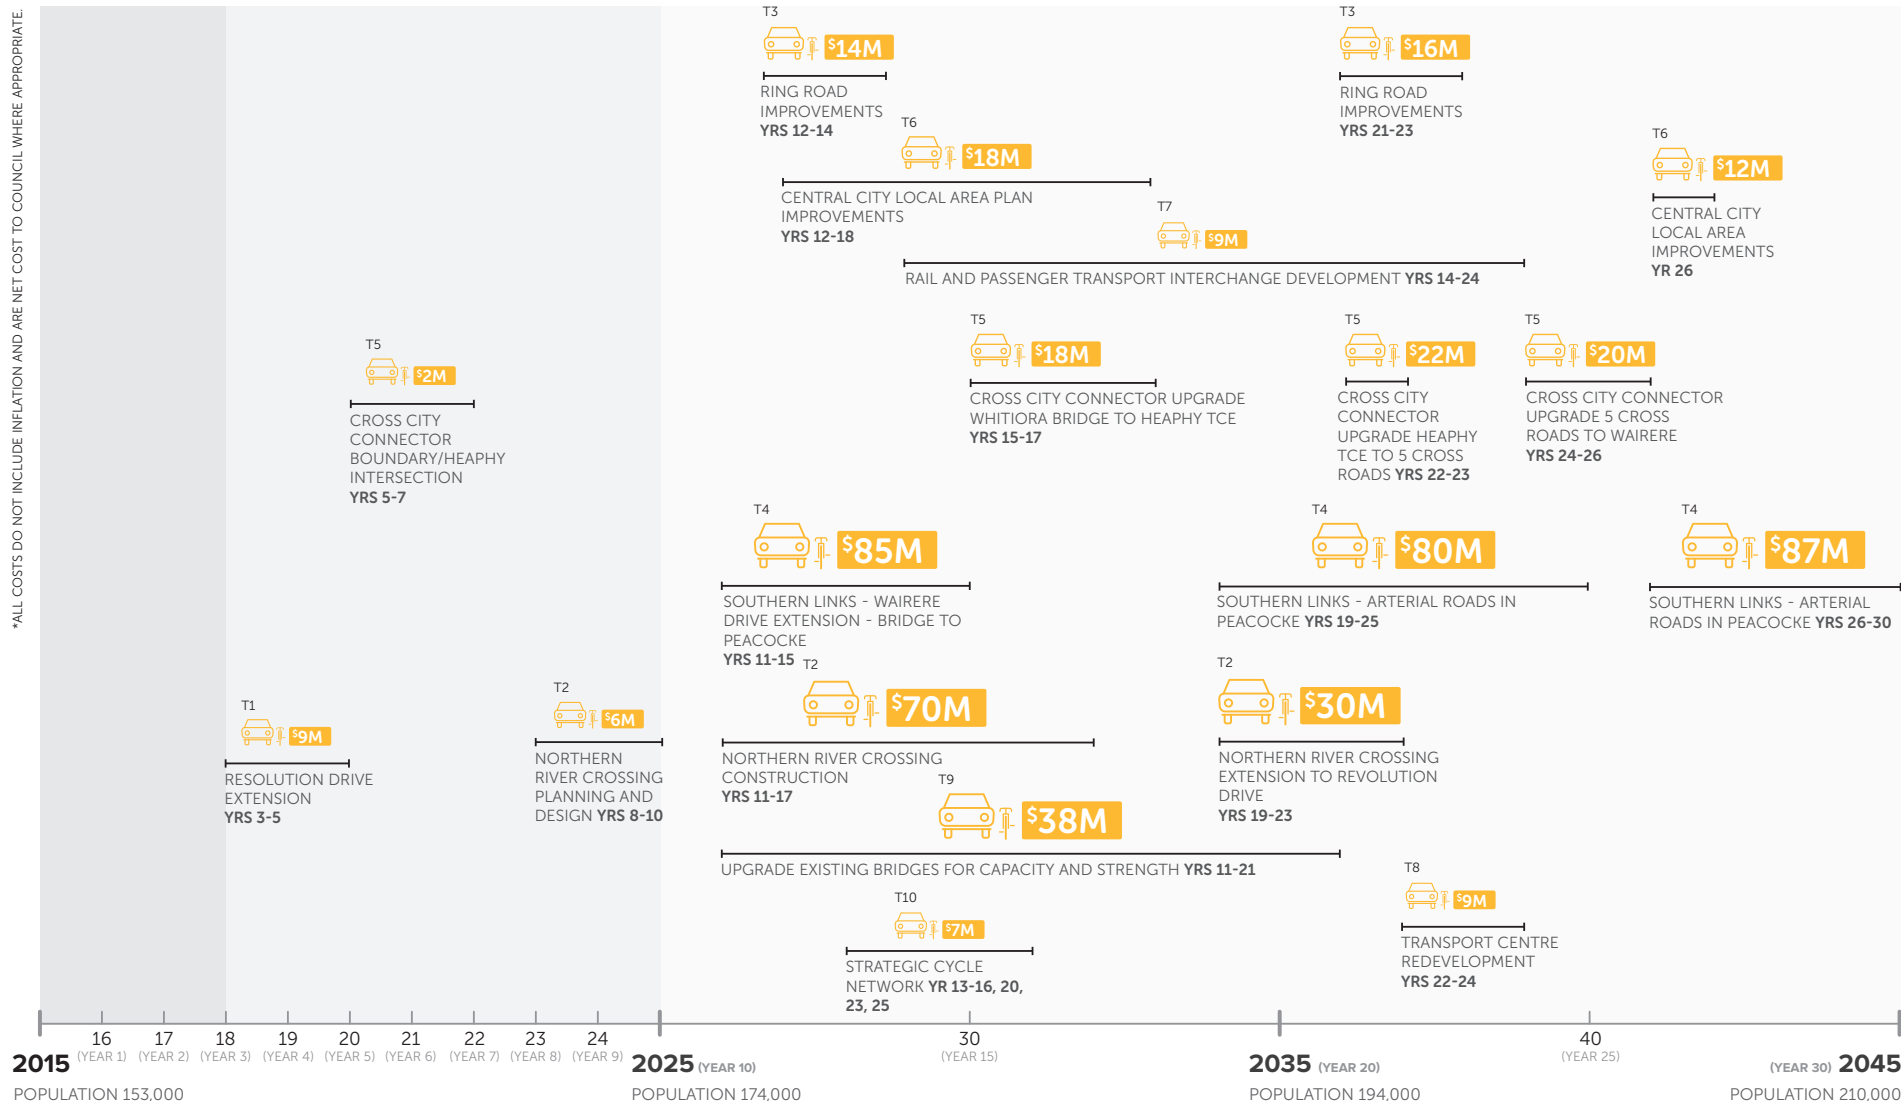 *ALL COSTS DO NOT INCLUDE INFLATION AND ARE NET COST TO COUNCIL WHERE APPROPRIATE.
T3
$14M
RING ROAD
IMPROVEMENTS
YRS 12-14
T3
$16M
RING ROAD
IMPROVEMENTS
YRS 21-23
T6
$18M
CENTRAL CITY LOCAL AREA PLAN
IMPROVEMENTS
YRS 12-18
T6
$12M
CENTRAL CITY
LOCAL AREA
IMPROVEMENTS
YR 26
T7
$9M
RAIL AND PASSENGER TRANSPORT INTERCHANGE DEVELOPMENT YRS 14-24
T5
$2M
CROSS CITY
CONNECTOR
BOUNDARY/HEAPHY
INTERSECTION
YRS 5-7
T5
$18M
CROSS CITY CONNECTOR UPGRADE
WHITIORA BRIDGE TO HEAPHY TCE
YRS 15-17
T5
$22M
CROSS CITY
CONNECTOR
UPGRADE HEAPHY
TCE TO 5 CROSS
ROADS YRS 22-23
T5
$20M
CROSS CITY CONNECTOR
UPGRADE 5 CROSS
ROADS TO WAIRERE
YRS 24-26
T4
$85M
SOUTHERN LINKS - WAIRERE
DRIVE EXTENSION - BRIDGE TO
PEACOCKE
YRS 11-15
T4
$80M
SOUTHERN LINKS - ARTERIAL ROADS IN
PEACOCKE YRS 19-25
T4
$87M
SOUTHERN LINKS - ARTERIAL
ROADS IN PEACOCKE YRS 26-30
T1
$9M
RESOLUTION DRIVE
EXTENSION
YRS 3-5
T2
$6M
NORTHERN
RIVER CROSSING
PLANNING AND
DESIGN YRS 8-10
T2
$70M
NORTHERN RIVER CROSSING
CONSTRUCTION
YRS 11-17
T2
$30M
NORTHERN RIVER CROSSING
EXTENSION TO REVOLUTION
DRIVE
YRS 19-23
T9
$38M
UPGRADE EXISTING BRIDGES FOR CAPACITY AND STRENGTH YRS 11-21
T10
$7M
STRATEGIC CYCLE
NETWORK YR 13-16, 20,
23, 25
T8
$9M
TRANSPORT CENTRE
REDEVELOPMENT
YRS 22-24
16 17 18 19 20 21 22 23 24 30 40
(YEAR 1) (YEAR 2) (YEAR 3) (YEAR 4) (YEAR 5) (YEAR 6) (YEAR 7) (YEAR 8) (YEAR 9) (YEAR 15) (YEAR 25)
2015 2025 (YEAR 10) 2035 (YEAR 20) (YEAR 30) 2045
POPULATION 153,000 POPULATION 174,000 POPULATION 194,000 POPULATION 210,000